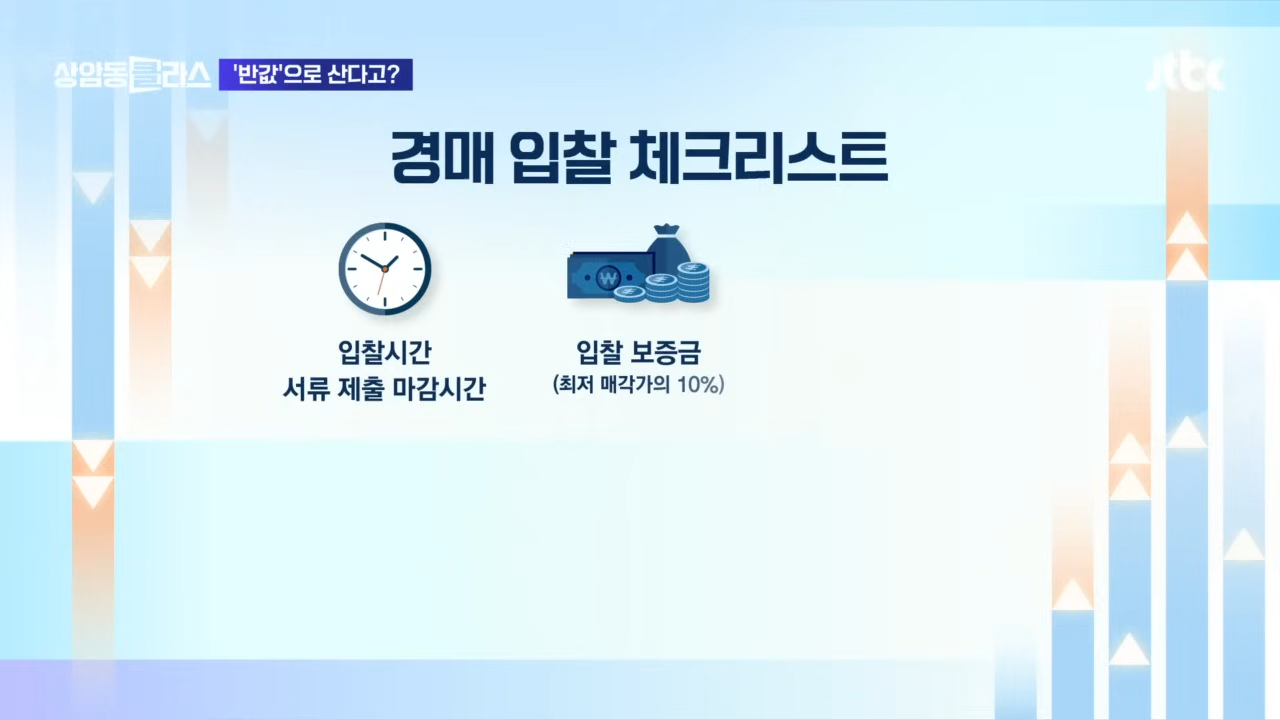 상암동클라스
'반값'으로 산다고?
jtbc
경매 입찰 체크리스트
입찰시간
서류 제출 마감시간
입찰 보증금
(최저 매각가의 10%)